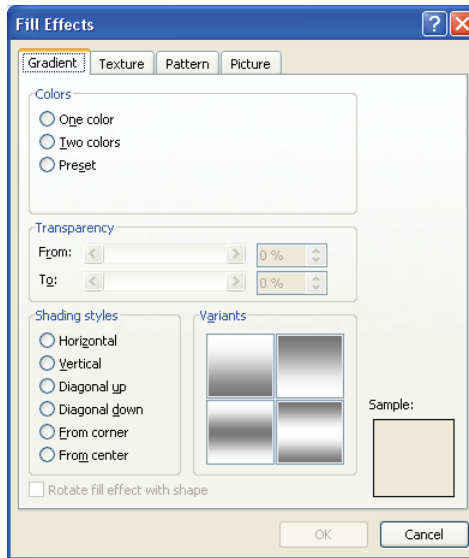 Fill Effects
Gradient Texture Pattern Picture
Colors
One color
Two colors
Preset
Transparency
From: 0 %
To: 0 %
Shading styles
Horizontal
Vertical
Diagonal up
Diagonal down
From corner
From center
Variants
Sample:
Rotate fill effect with shape
OK Cancel